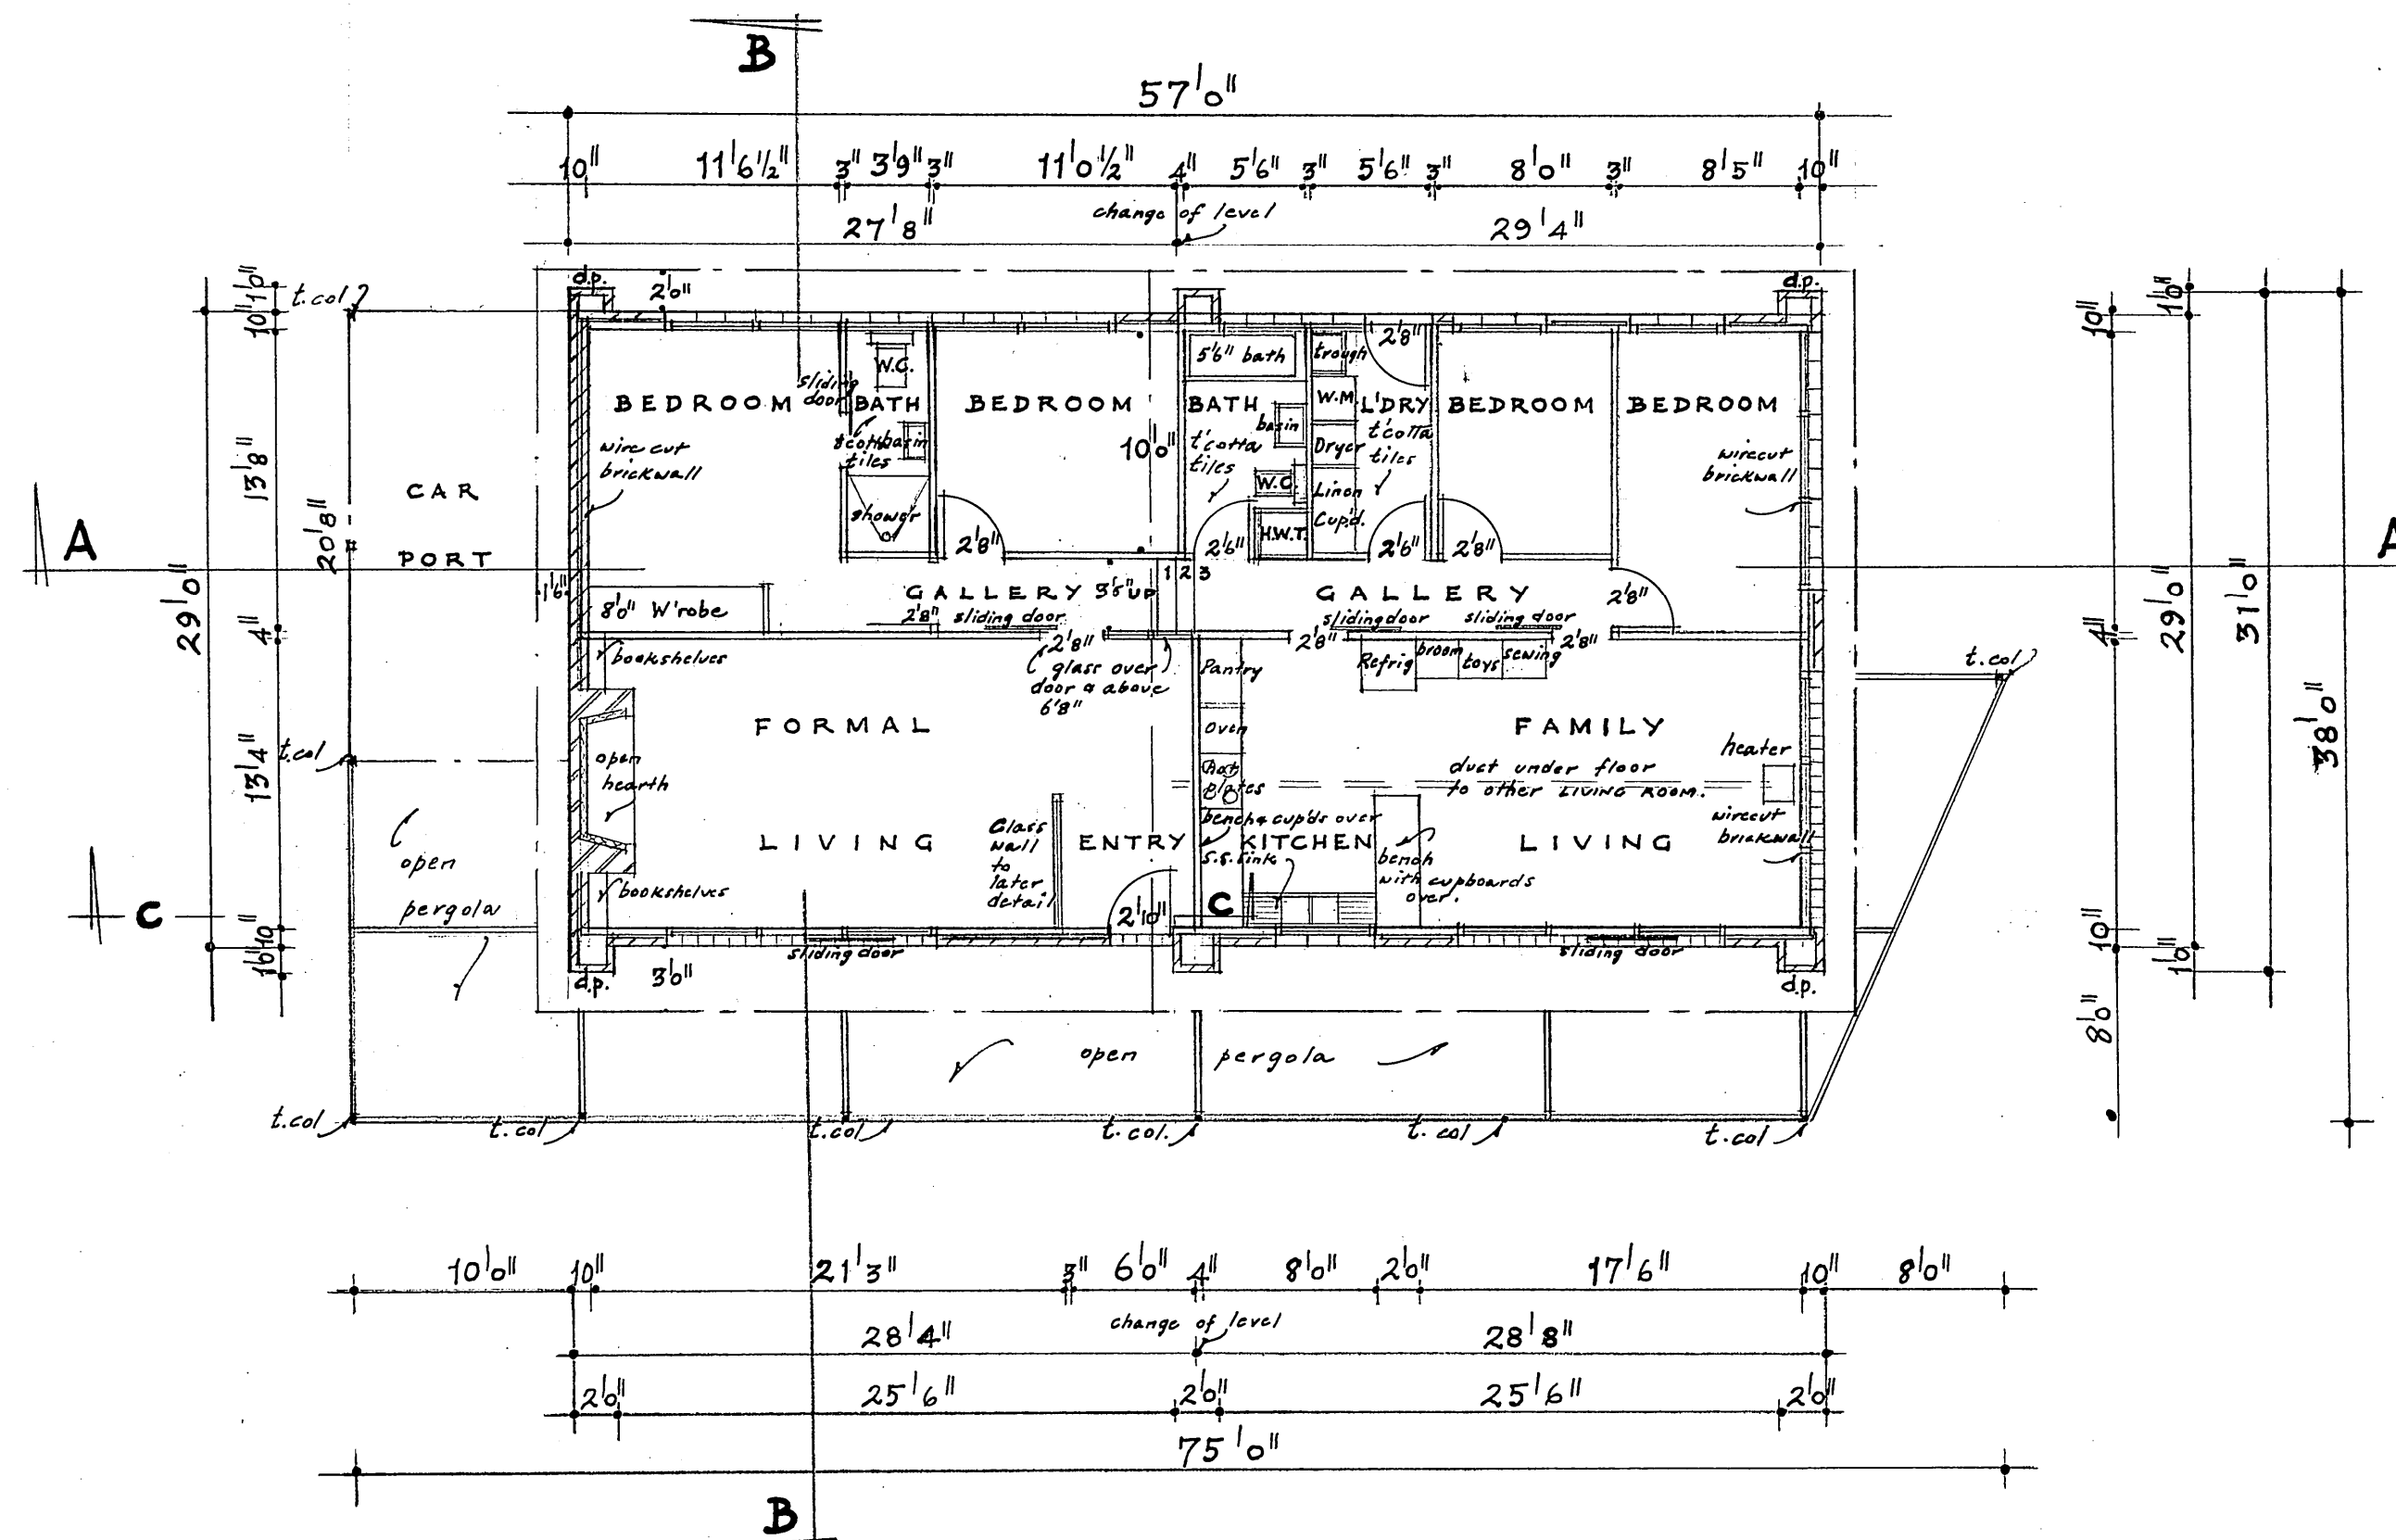 B
57'0"
10" 11'6½" 3" 3'9" 3" 11'0½" 4" 5'6" 3" 5'6" 3" 8'0" 3" 8'5" 10"
change of level
27'8" 29'4"
d.p. d.p.
t.col 2'0"
10" 1'0"
13'8"
4"
13'4"
10
1'0"
29'0"
20'8"
CAR
PORT
A
1'6"
BEDROOM
wire cut
brickwall
sliding
door
W.C.
BATH
basin
tiles
shower
BEDROOM
10'0"
2'8"
5'6" bath
BATH
basin
t'cotta
tiles
W.C.
H.W.T.
2'6"
trough
W.M.
Dryer
Linen
Cup'd.
2'8"
L'DRY
t'cotta
tiles
2'6"
BEDROOM
2'8"
BEDROOM
wirecut
brickwall
2'8"
A
8'0" W'robe
GALLERY
UP
1 2 3
2'8" sliding door
GALLERY
sliding door sliding door
2'8" 2'8" 2'8"
bookshelves
glass over
door & above
6'8"
Pantry
Refrig
broom
toys
sewing
oven
hot
plates
FORMAL
LIVING
open
hearth
bookshelves
Glass
wall
to
later
detail
ENTRY
2'10"
bench & cup'ds over
KITCHEN
s.s. sink
bench
with cupboards
over.
C
FAMILY
LIVING
duct under floor
to other LIVING ROOM.
heater
wirecut
brickwall
t.col
t.col
open
pergola
C
sliding door sliding door
d.p. 3'0" d.p.
open pergola
t.col t.col t.col t.col. t.col t.col
10"
4"
10"
8'0"
1'0"
29'0"
1'0"
31'0"
38'0"
10'0" 10" 21'3" 3" 6'0" 4" 8'0" 2'0" 17'6" 10" 8'0"
change of level
28'4" 28'8"
2'0" 25'6" 2'0" 25'6" 2'0"
75'0"
B